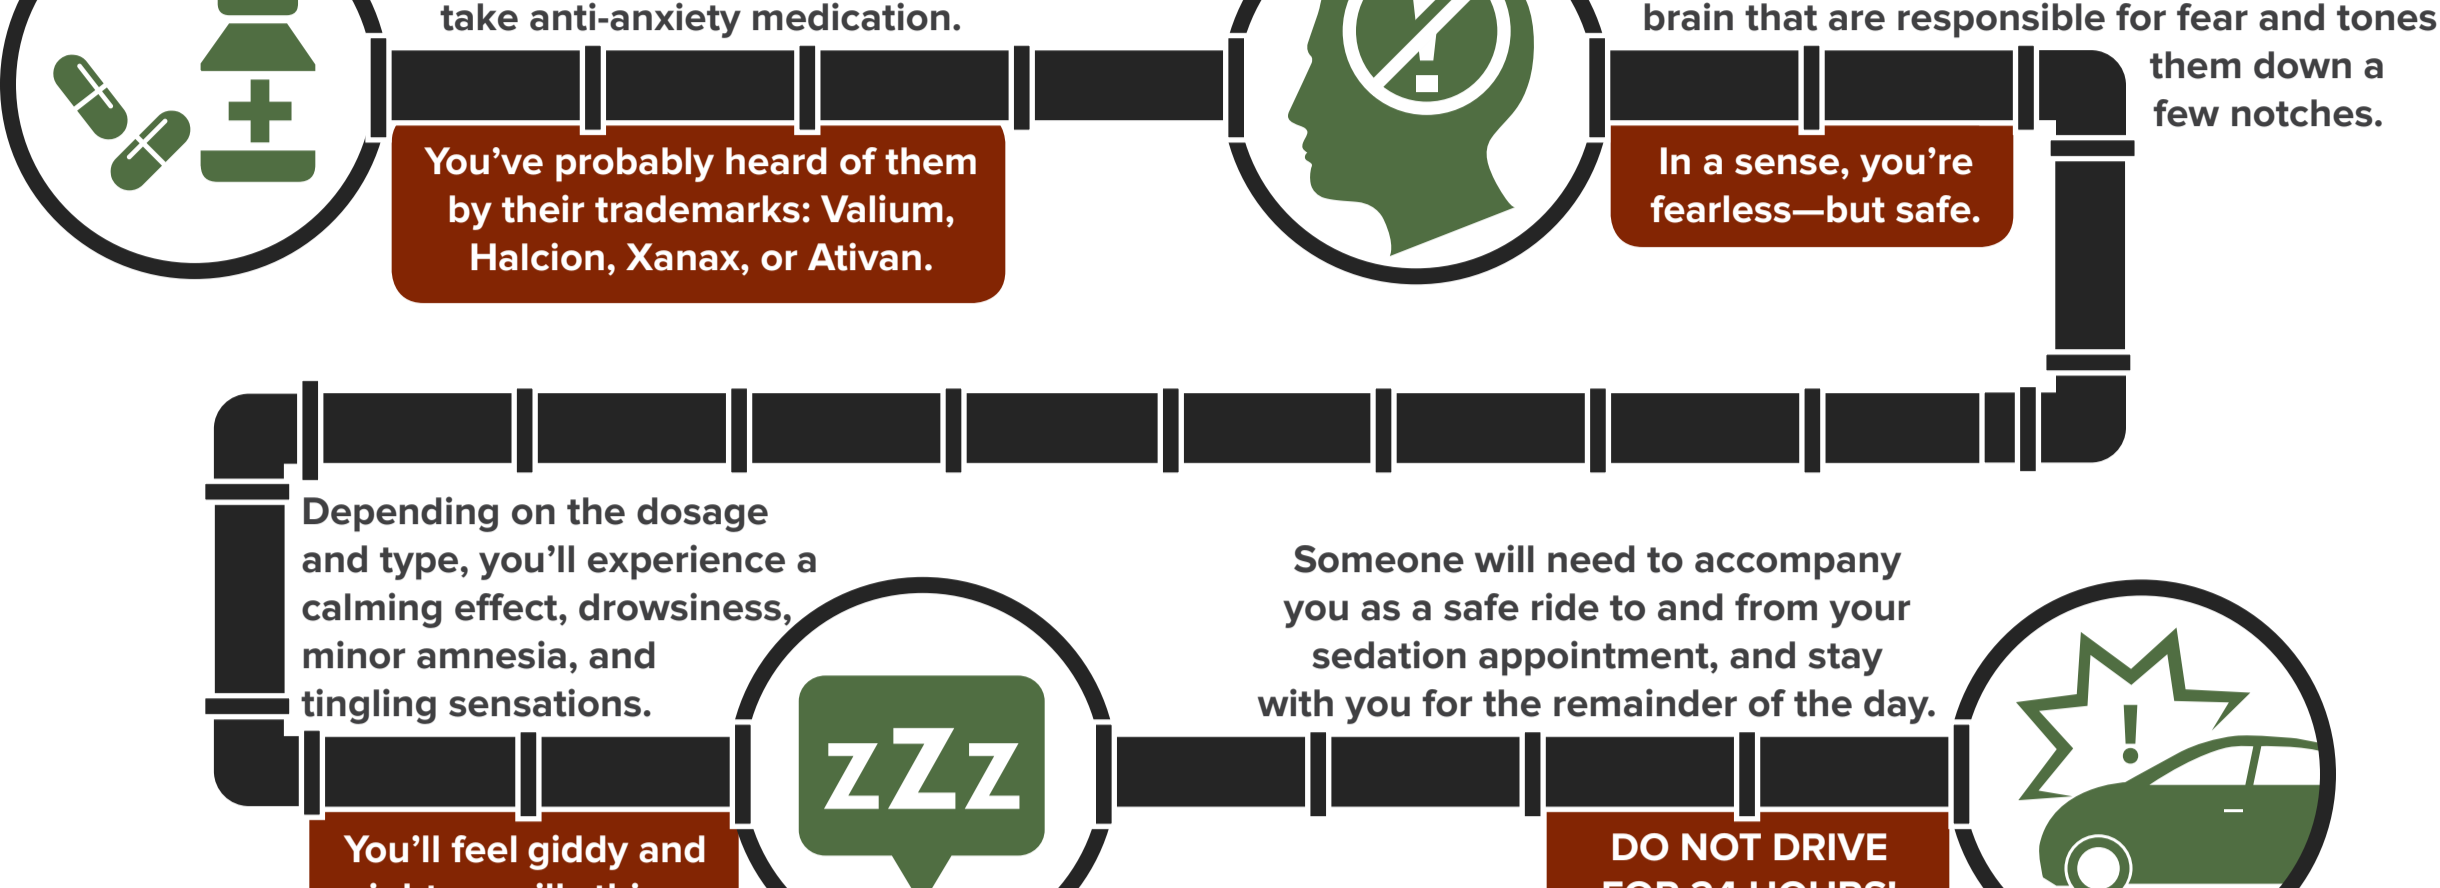 take anti-anxiety medication.
You’ve probably heard of them
by their trademarks: Valium,
Halcion, Xanax, or Ativan.
brain that are responsible for fear and tones
them down a
few notches.
In a sense, you’re
fearless—but safe.
Depending on the dosage
and type, you’ll experience a
calming effect, drowsiness,
minor amnesia, and
tingling sensations.
You’ll feel giddy and
zZz
Someone will need to accompany
you as a safe ride to and from your
sedation appointment, and stay
with you for the remainder of the day.
DO NOT DRIVE
FOR 24 HOURS!
!